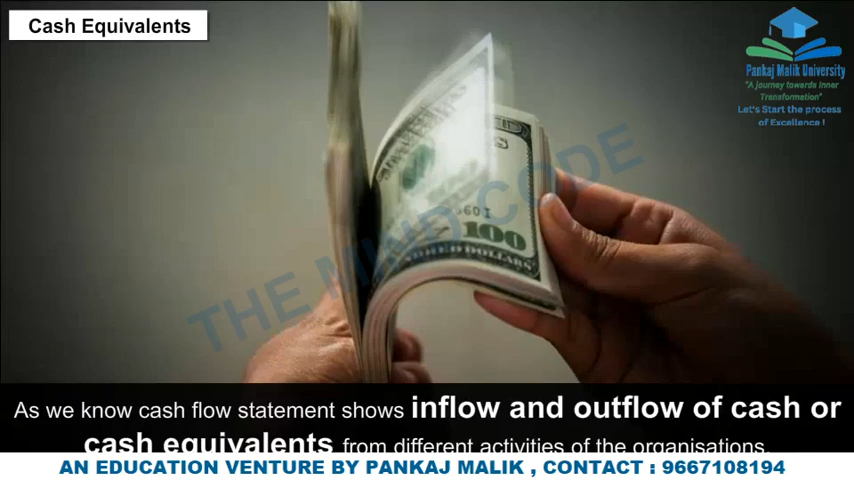 Cash Equivalents
Pankaj Malik University
"A journey towards Inner
Transformation"
Let's Start the process
of Excellence !
THE MIND CODE
100
As we know cash flow statement shows inflow and outflow of cash or
cash equivalents from different activities of the organisations
AN EDUCATION VENTURE BY PANKAJ MALIK , CONTACT : 9667108194